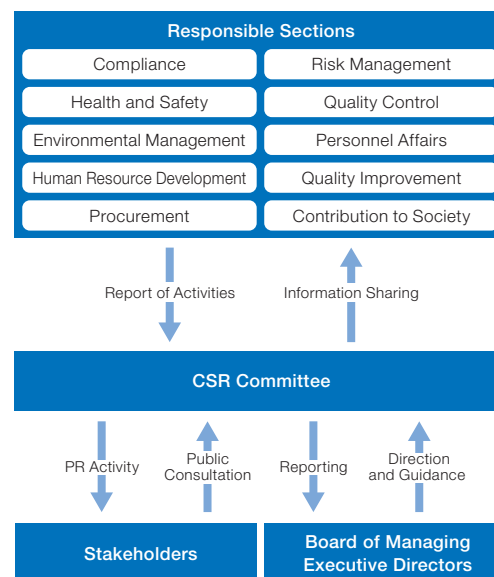 Responsible Sections
Compliance
Risk Management
Health and Safety
Quality Control
Environmental Management
Personnel Affairs
Human Resource Development
Quality Improvement
Procurement
Contribution to Society
Report of Activities
Information Sharing
CSR Committee
PR Activity
Public
Consultation
Reporting
Direction
and Guidance
Stakeholders
Board of Managing
Executive Directors